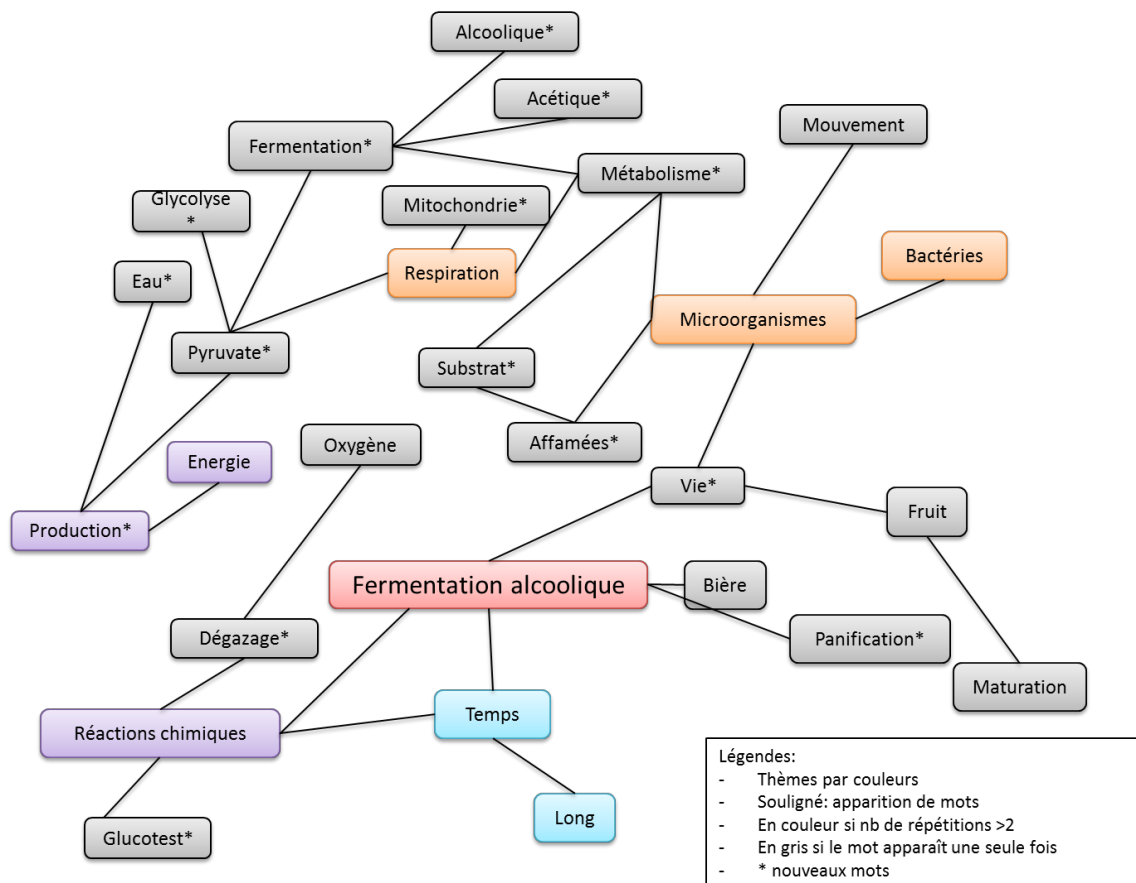 Alcoolique*
Acétique*
Mouvement
Fermentation*
Métabolisme*
Glycolyse
*
Mitochondrie*
Bactéries
Respiration
Eau*
Microorganismes
Pyruvate*
Substrat*
Oxygène
Affamées*
Energie
Vie*
Fruit
Production*
Fermentation alcoolique
Bière
Dégazage*
Panification*
Maturation
Temps
Réactions chimiques
Long
Glucotest*
Légendes:
- Thèmes par couleurs
- Souligné: apparition de mots
- En couleur si nb de répétitions >2
- En gris si le mot apparaît une seule fois
- * nouveaux mots